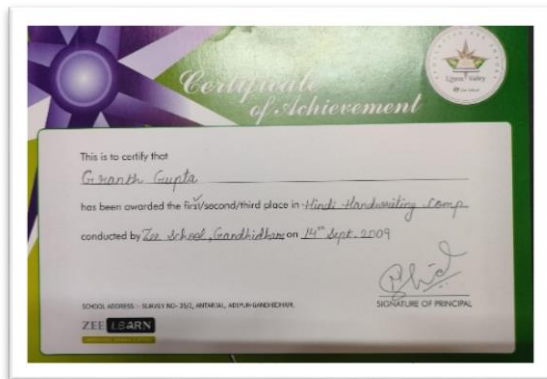 Certificate
of Achievement
Litera Valley
This is to certify that
Granth Gupta
has been awarded the first/second/third place in Hindi Handwriting Comp
conducted by Zee School, Gandhidham on 14th Sept. 2009
SCHOOL ADDRESS :- SURVEY NO- 35/2, ANTARJAL, ADIPUR-GANDHIDHAM.
SIGNATURE OF PRINCIPAL
ZEE LEARN